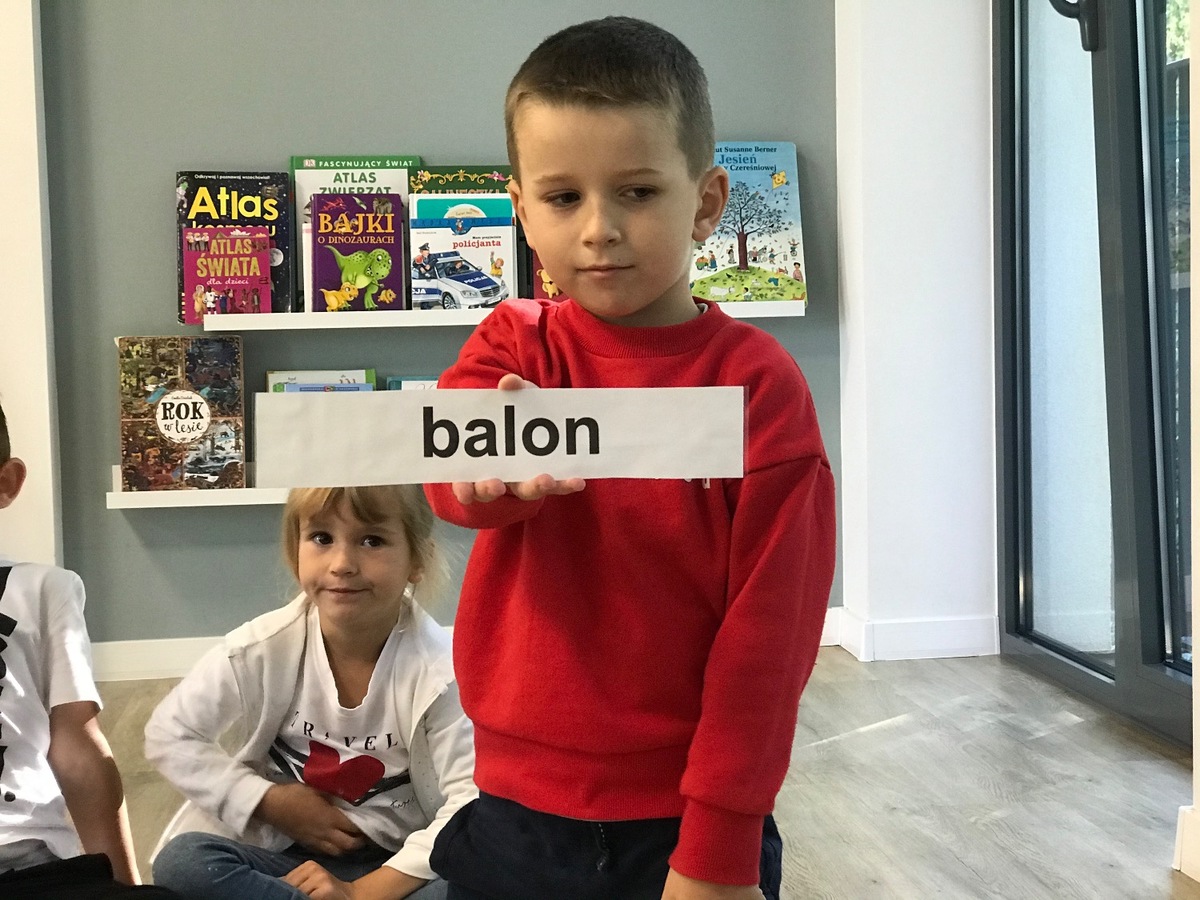 Odkrywaj i poznawaj wszechświat!
Atlas
ATLAS
ŚWIATA
dla dzieci
FASCYNUJĄCY ŚWIAT
ATLAS
ZWIERZĄT
BAJKI
O DINOZAURACH
policjanta
POLICJA
Susanne Berner
Jesień
Czereśniowej
ROK
w lesie
balon
TRAVEL